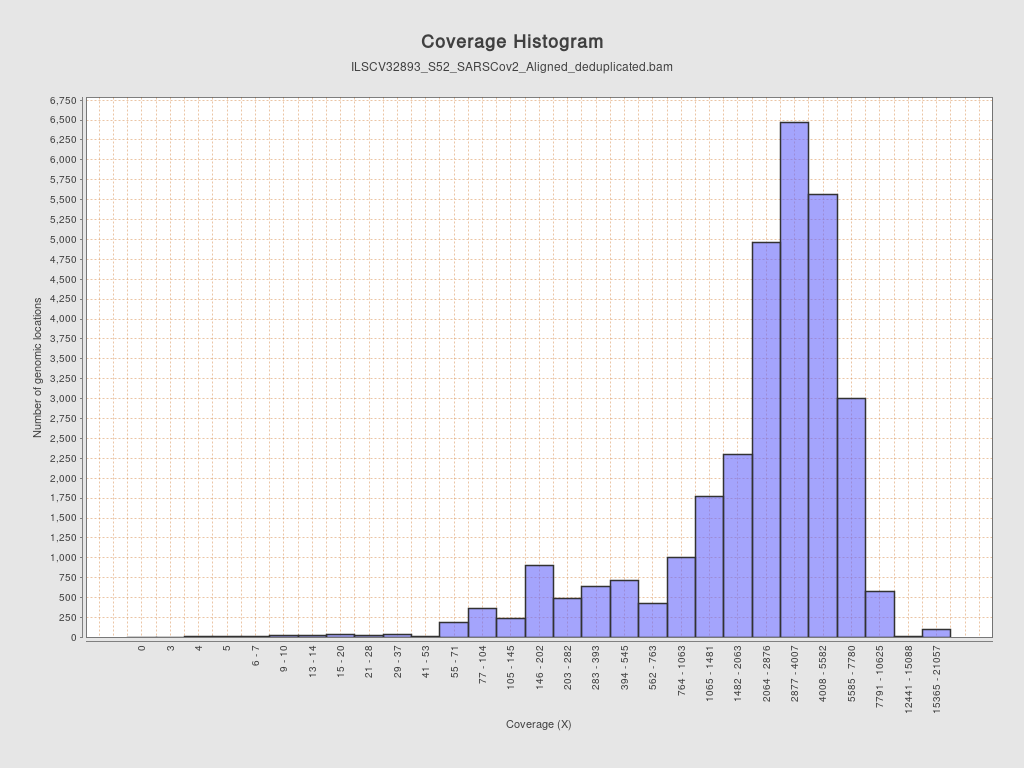 Coverage Histogram
ILSCV32893_S52_SARSCov2_Aligned_deduplicated.bam
Number of genomic locations
6,750
6,500
6,250
6,000
5,750
5,500
5,250
5,000
4,750
4,500
4,250
4,000
3,750
3,500
3,250
3,000
2,750
2,500
2,250
2,000
1,750
1,500
1,250
1,000
750
500
250
0
0
3
4
5
6 - 7
9 - 10
13 - 14
15 - 20
21 - 28
29 - 37
41 - 53
55 - 71
77 - 104
105 - 145
146 - 202
203 - 282
283 - 393
394 - 545
562 - 763
764 - 1063
1065 - 1481
1482 - 2063
2064 - 2876
2877 - 4007
4008 - 5582
5585 - 7780
7791 - 10625
12441 - 15088
15365 - 21057
Coverage (X)